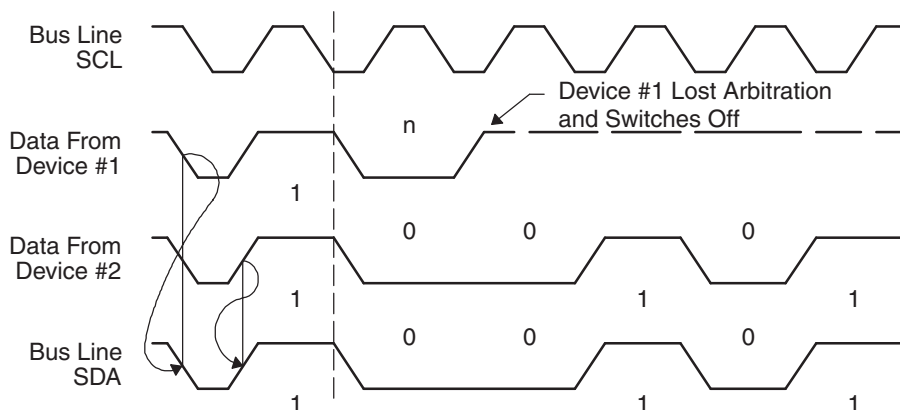 Bus Line
SCL
Device #1 Lost Arbitration
and Switches Off
n
Data From
Device #1
1
0 0 0
Data From
Device #2
1 1 1
0 0 0
Bus Line
SDA
1 1 1